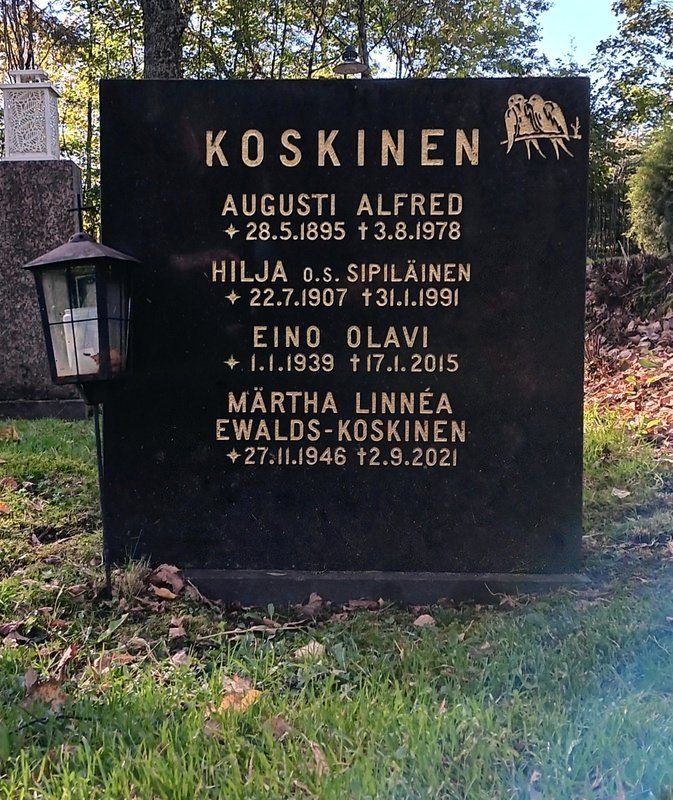 KOSKINEN
AUGUSTI ALFRED
✦ 28.5.1895 ✝ 3.8.1978
HILJA O.S. SIPILÄINEN
✦ 22.7.1907 ✝ 31.1.1991
EINO OLAVI
✦ 1.1.1939 ✝ 17.1.2015
MÄRTHA LINNÉA
EWALDS-KOSKINEN
✦ 27.11.1946 ✝ 2.9.2021